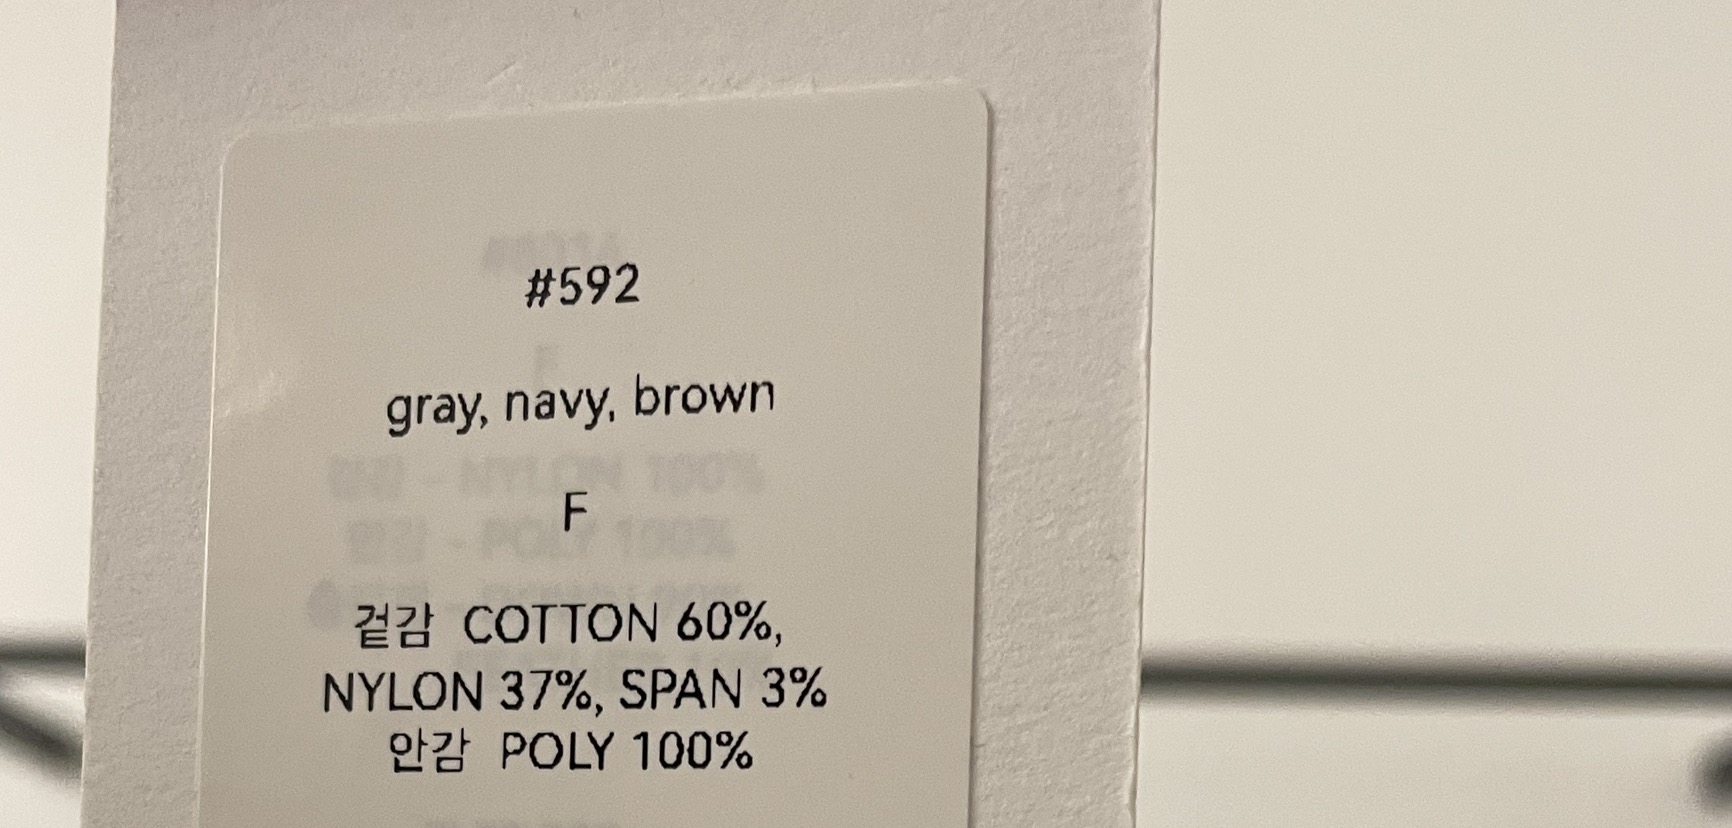 #592
gray, navy, brown
F
겉감 COTTON 60%,
NYLON 37%, SPAN 3%
안감 POLY 100%